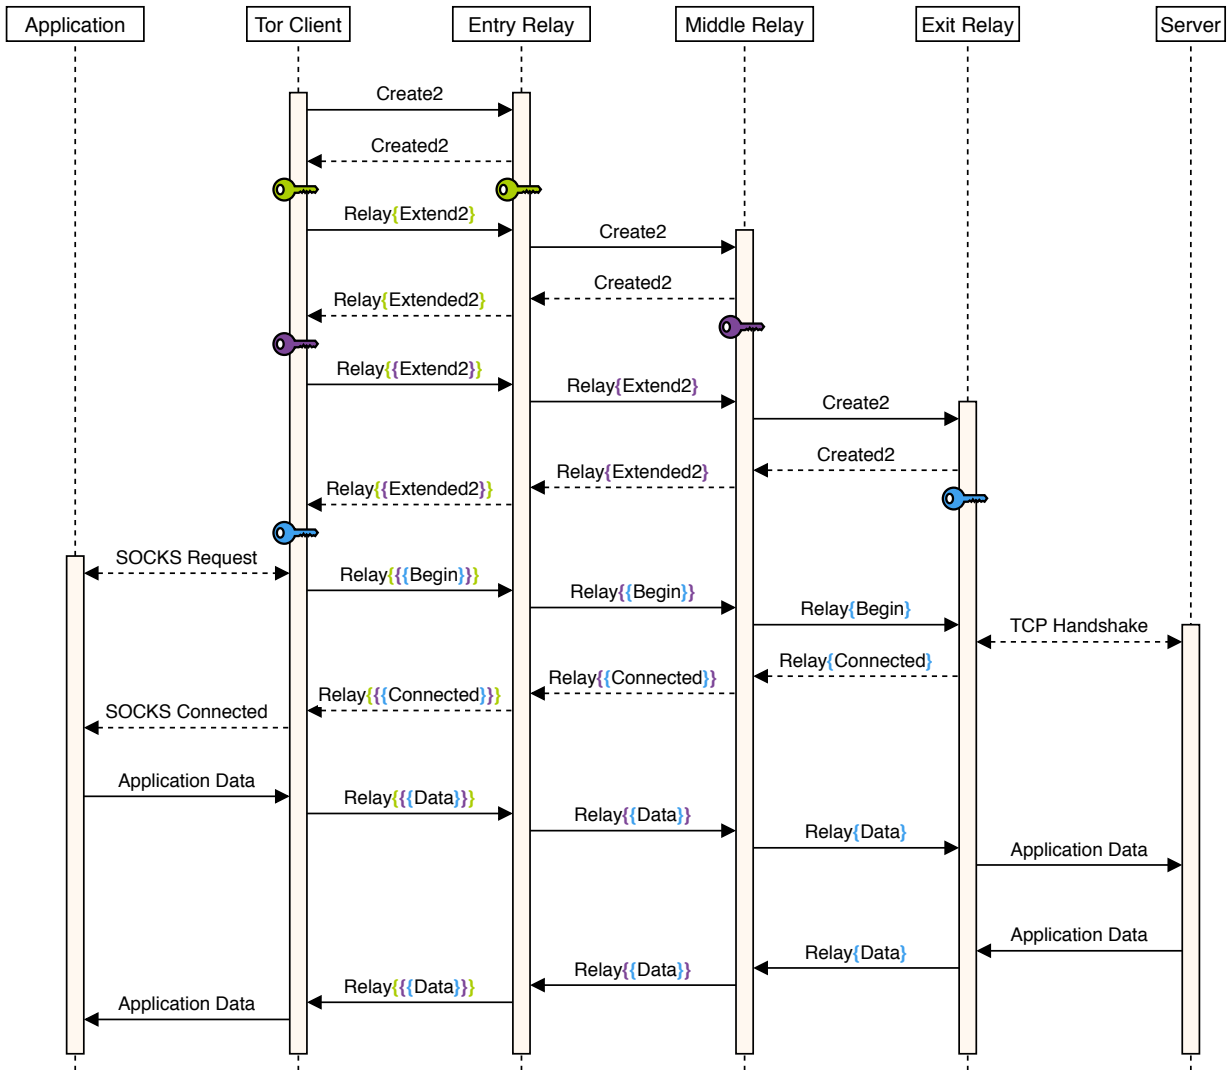 Application
Tor Client
Entry Relay
Middle Relay
Exit Relay
Server
Create2
Created2
Relay{Extend2}
Create2
Created2
Relay{Extended2}
Relay{{Extend2}}
Relay{Extend2}
Create2
Created2
Relay{Extended2}
Relay{{Extended2}}
SOCKS Request
Relay{{{Begin}}}
Relay{{Begin}}
Relay{Begin}
TCP Handshake
Relay{Connected}
Relay{{Connected}}
Relay{{{Connected}}}
SOCKS Connected
Application Data
Relay{{{Data}}}
Relay{{Data}}
Relay{Data}
Application Data
Application Data
Relay{Data}
Relay{{Data}}
Relay{{{Data}}}
Application Data